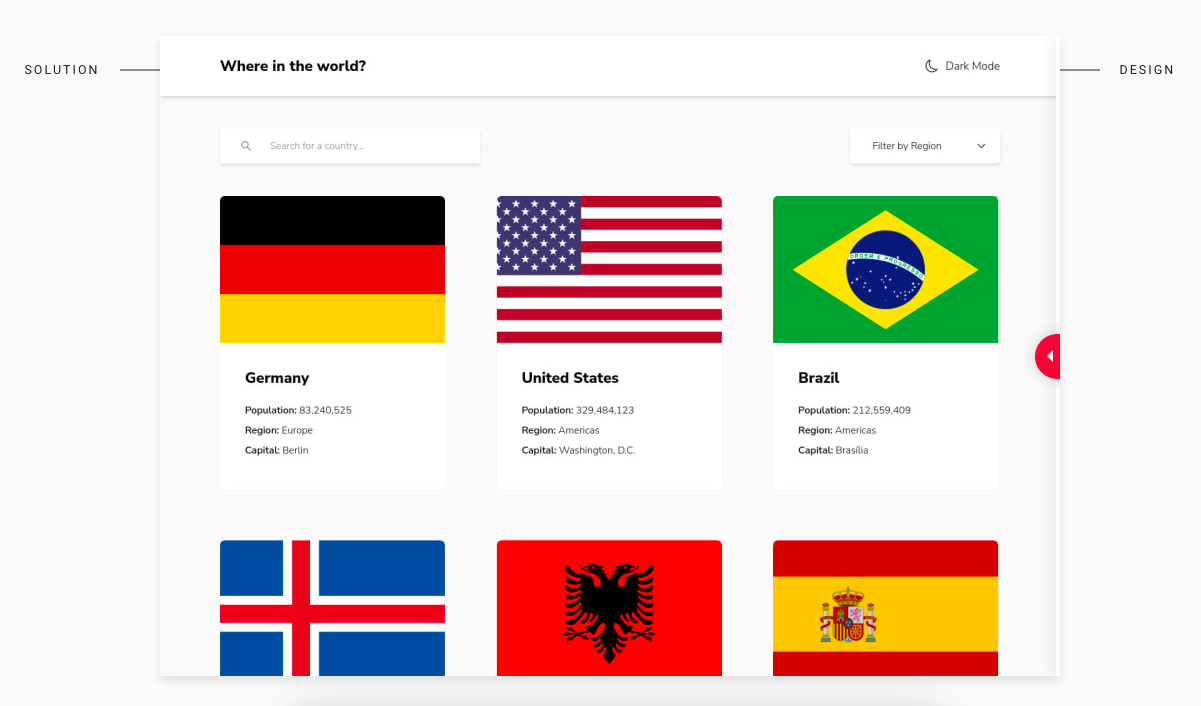 SOLUTION
Where in the world?
Dark Mode
DESIGN
Search for a country...
Filter by Region
ORDEM E PROGRESSO
Germany
Population: 83,240,525
Region: Europe
Capital: Berlin
United States
Population: 329,484,123
Region: Americas
Capital: Washington, D.C.
Brazil
Population: 212,559,409
Region: Americas
Capital: Brasília